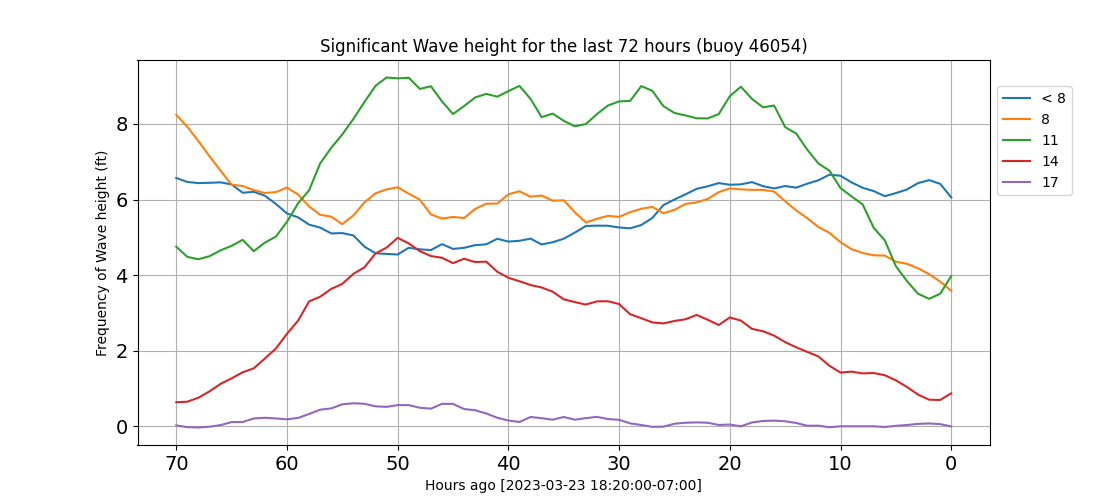 Significant Wave height for the last 72 hours (buoy 46054)
Frequency of Wave height (ft)
8
6
4
2
0
70 60 50 40 30 20 10 0
Hours ago [2023-03-23 18:20:00-07:00]
< 8
8
11
14
17